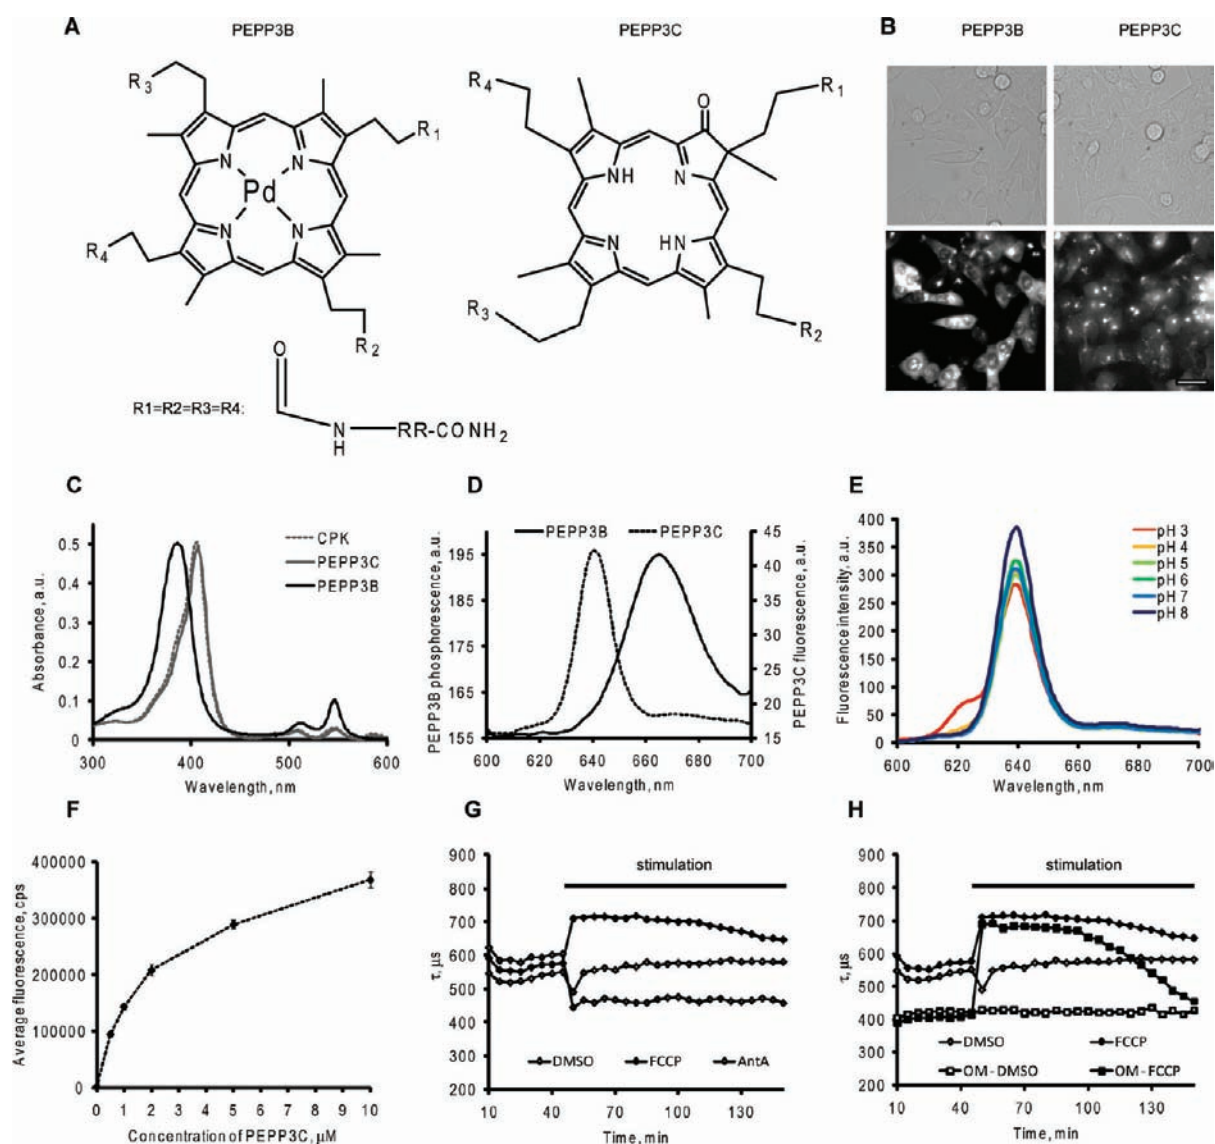 A
PEPP3B
PEPP3C
B
PEPP3B
PEPP3C
R3
R1
R4
R2
N
N
Pd
N
N
R4
O
R1
NH
N
N
HN
R3
R2
R1=R2=R3=R4:
O
N
H
RR-CONH2
C
CPK
PEPP3C
PEPP3B
Absorbance, a.u.
0.5
0.4
0.3
0.2
0.1
0
300
400
500
600
Wavelength, nm
D
PEPP3B
PEPP3C
PEPP3B phosphorescence, a.u.
195
185
175
165
155
45
40
35
30
25
20
15
PEPP3C fluorescence, a.u.
600
620
640
660
680
700
Wavelength, nm
E
pH 3
pH 4
pH 5
pH 6
pH 7
pH 8
Fluorescence intensity, a.u.
400
350
300
250
200
150
100
50
0
600
620
640
660
680
700
Wavelength, nm
F
Average fluorescence, cps
400000
300000
200000
100000
0
0 1 2 3 4 5 6 7 8 9 10
Concentration of PEPP3C, µM
G
stimulation
τ, µs
900
800
700
600
500
400
300
200
DMSO
FCCP
AntA
10
40
70
100
130
Time, min
H
stimulation
τ, µs
900
800
700
600
500
400
300
200
DMSO
FCCP
OM - DMSO
OM - FCCP
10
40
70
100
130
Time, min